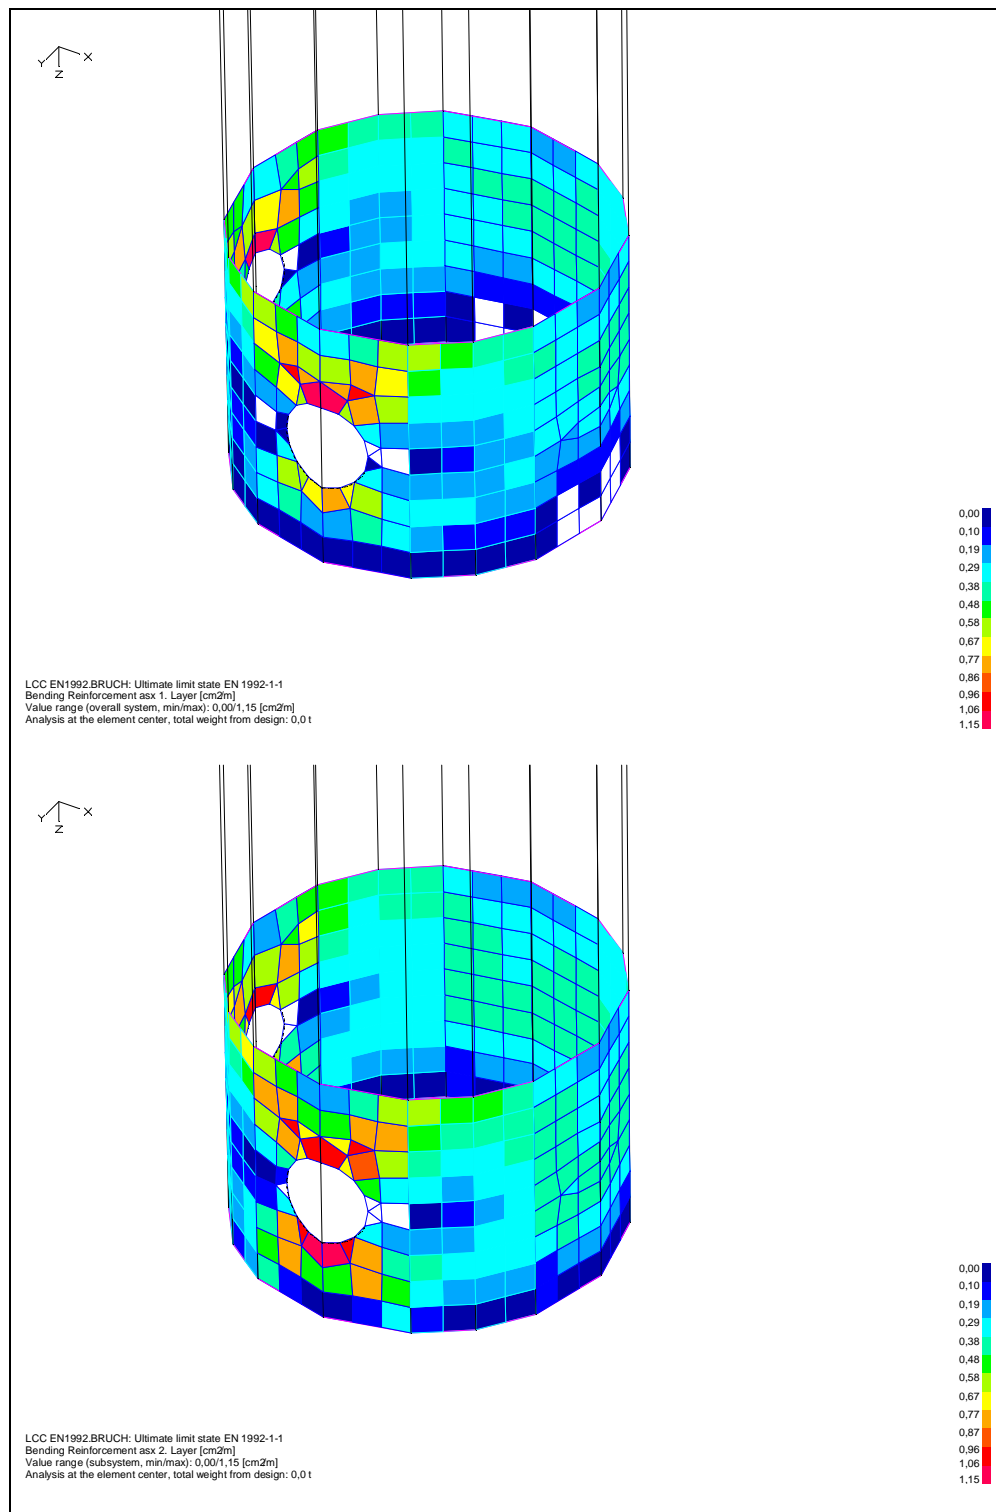 Y X
Z
0,00
0,10
0,19
0,29
0,38
0,48
0,58
0,67
0,77
0,86
0,96
1,06
1,15
LCC EN1992.BRUCH: Ultimate limit state EN 1992-1-1
Bending Reinforcement asx 1. Layer [cm2/m]
Value range (overall system, min/max): 0,00/1,15 [cm2/m]
Analysis at the element center, total weight from design: 0,0 t
Y X
Z
0,00
0,10
0,19
0,29
0,38
0,48
0,58
0,67
0,77
0,87
0,96
1,06
1,15
LCC EN1992.BRUCH: Ultimate limit state EN 1992-1-1
Bending Reinforcement asx 2. Layer [cm2/m]
Value range (subsystem, min/max): 0,00/1,15 [cm2/m]
Analysis at the element center, total weight from design: 0,0 t